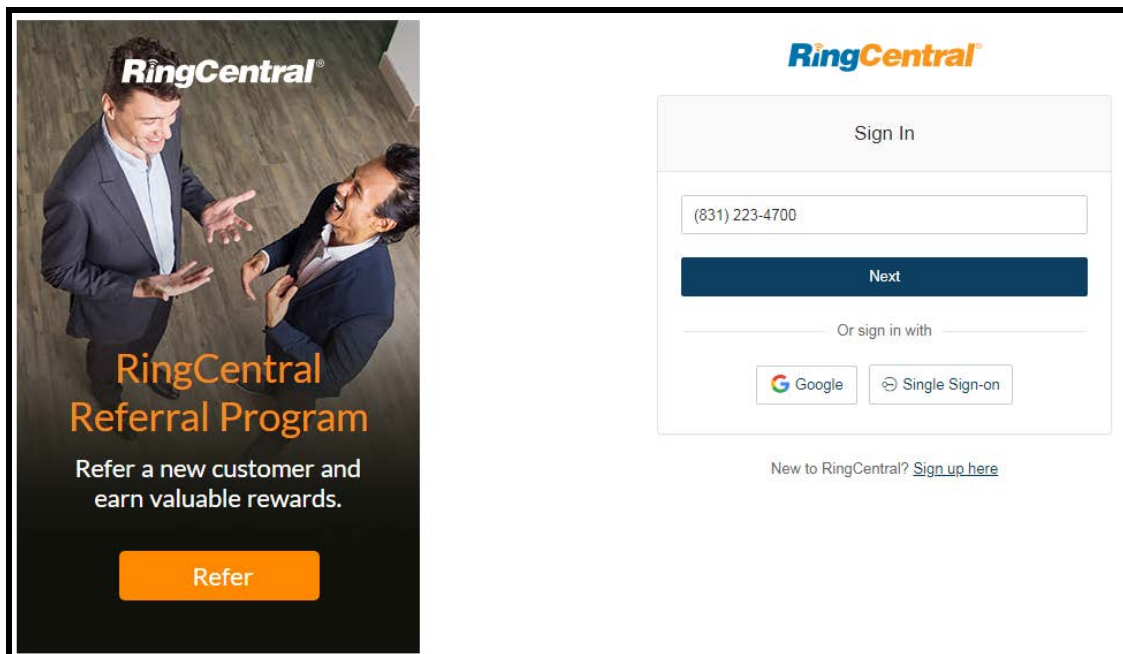 RingCentral®
RingCentral
Referral Program
Refer a new customer and
earn valuable rewards.
Refer
RingCentral®
Sign In
(831) 223-4700
Next
Or sign in with
Google
Single Sign-on
New to RingCentral? Sign up here